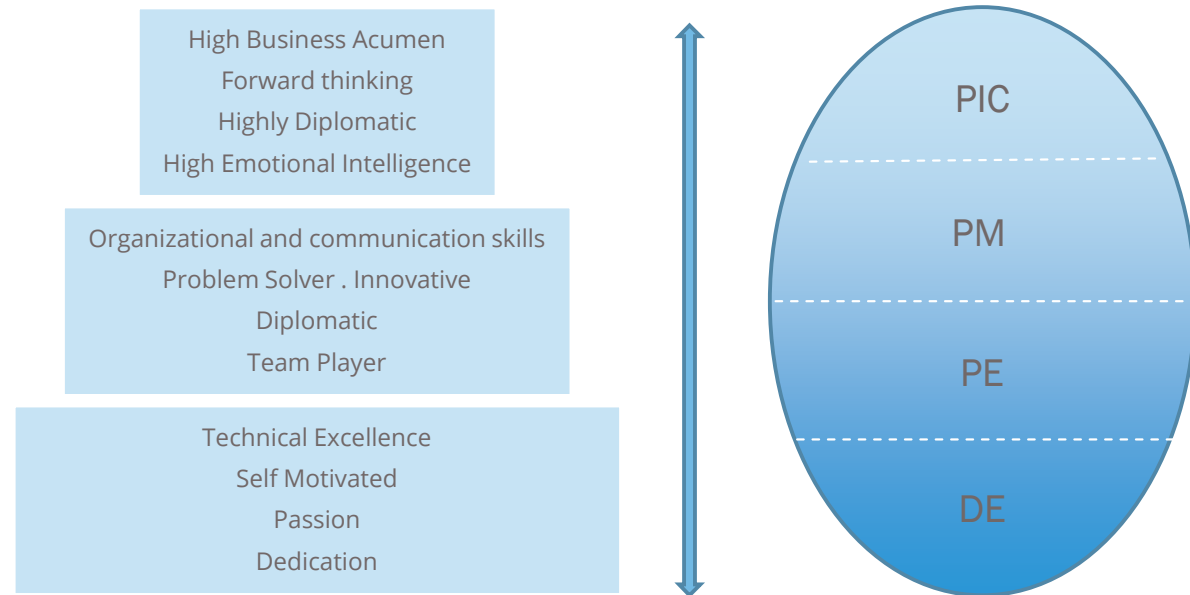 High Business Acumen
Forward thinking
Highly Diplomatic
High Emotional Intelligence
Organizational and communication skills
Problem Solver . Innovative
Diplomatic
Team Player
Technical Excellence
Self Motivated
Passion
Dedication
PIC
PM
PE
DE